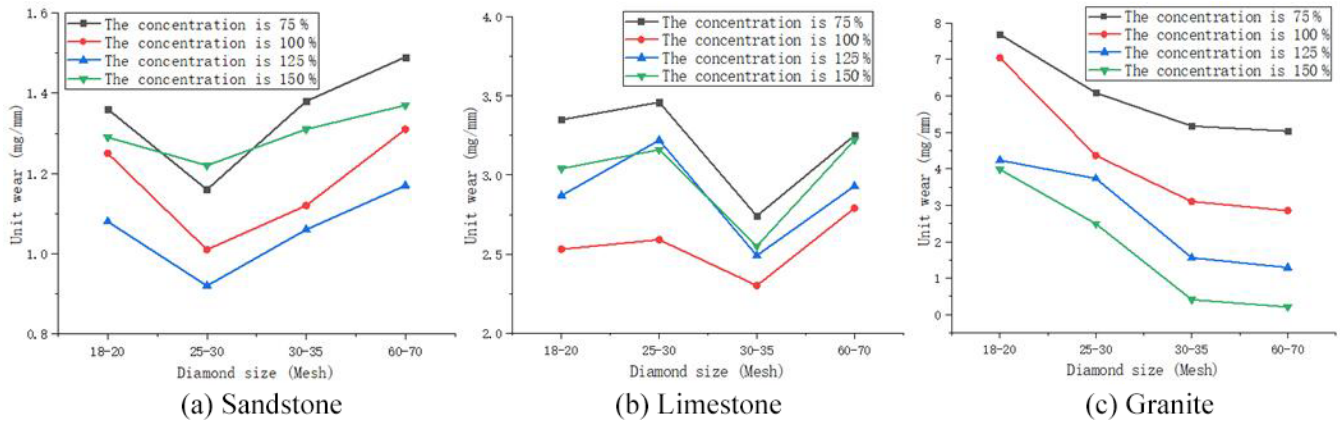 The concentration is 75%
The concentration is 100%
The concentration is 125%
The concentration is 150%
1.6
1.4
1.2
1.0
0.8
Unit wear (mg/mm)
18-20
25-30
30-35
60-70
Diamond size (Mesh)
(a) Sandstone
The concentration is 75%
The concentration is 100%
The concentration is 125%
The concentration is 150%
4.0
3.5
3.0
2.5
2.0
Unit wear (mg/mm)
18-20
25-30
30-35
60-70
Diamond size (Mesh)
(b) Limestone
The concentration is 75%
The concentration is 100%
The concentration is 125%
The concentration is 150%
8
7
6
5
4
3
2
1
0
Unit wear (mg/mm)
18-20
25-30
30-35
60-70
Diamond size (Mesh)
(c) Granite